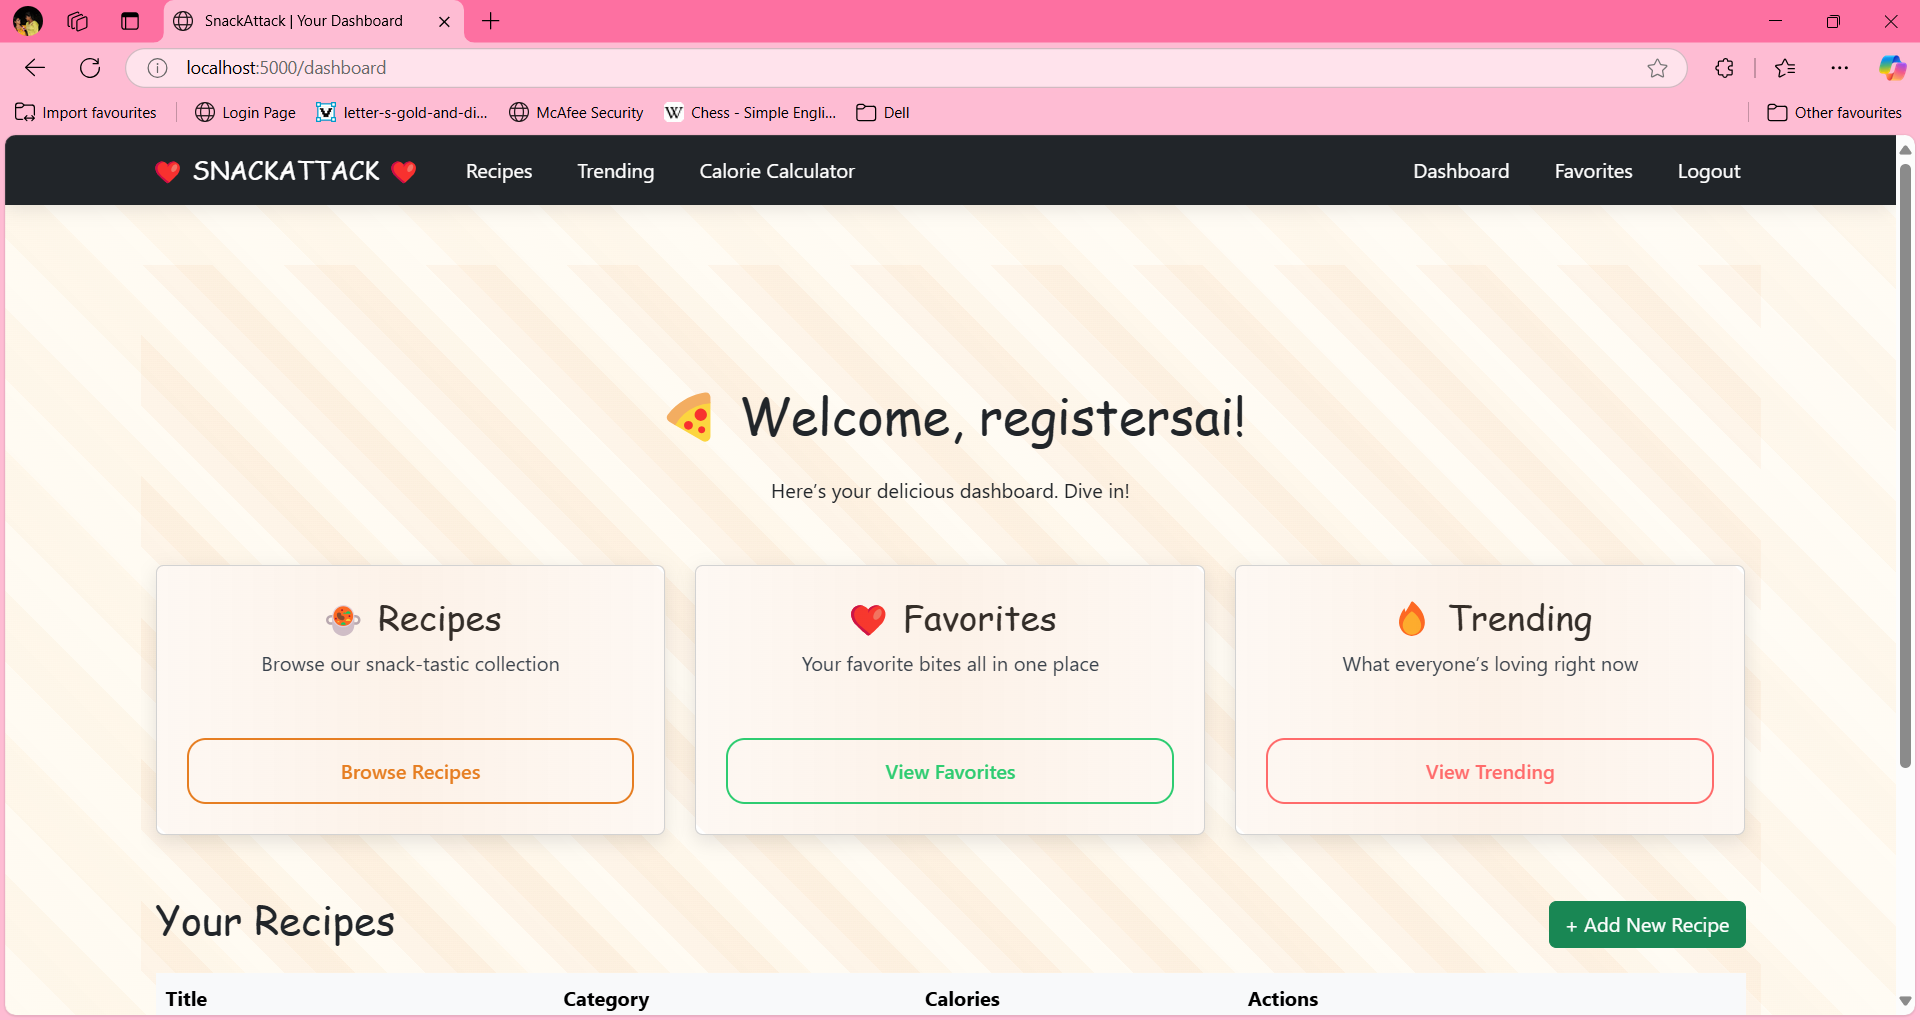 SnackAttack | Your Dashboard
localhost:5000/dashboard
Import favourites Login Page letter-s-gold-and-di... McAfee Security Chess - Simple Engli... Dell Other favourites
SNACKATTACK Recipes Trending Calorie Calculator Dashboard Favorites Logout
Welcome, registersai!
Here’s your delicious dashboard. Dive in!
Recipes
Browse our snack-tastic collection
Browse Recipes
Favorites
Your favorite bites all in one place
View Favorites
Trending
What everyone’s loving right now
View Trending
Your Recipes
+ Add New Recipe
Title Category Calories Actions